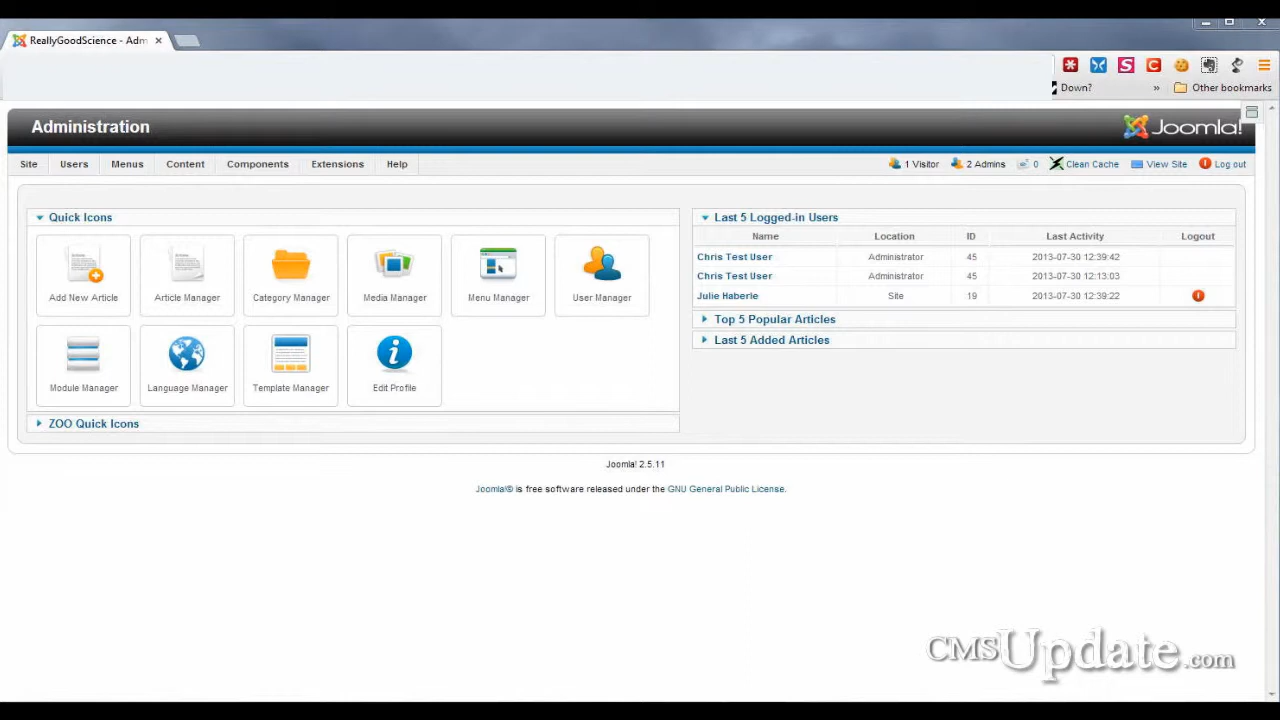 ReallyGoodScience - Adm
Down?
»
Other bookmarks
Administration
Joomla!
Site Users Menus Content Components Extensions Help
1 Visitor 2 Admins 0 Clean Cache View Site Log out
Quick Icons
Add New Article
Article Manager
Category Manager
Media Manager
Menu Manager
User Manager
Module Manager
Language Manager
Template Manager
Edit Profile
ZOO Quick Icons
Last 5 Logged-in Users
Name Location ID Last Activity Logout
Chris Test User Administrator 45 2013-07-30 12:39:42
Chris Test User Administrator 45 2013-07-30 12:13:03
Julie Haberle Site 19 2013-07-30 12:39:22
Top 5 Popular Articles
Last 5 Added Articles
Joomla! 2.5.11
Joomla!® is free software released under the GNU General Public License.
CMSUpdate.com